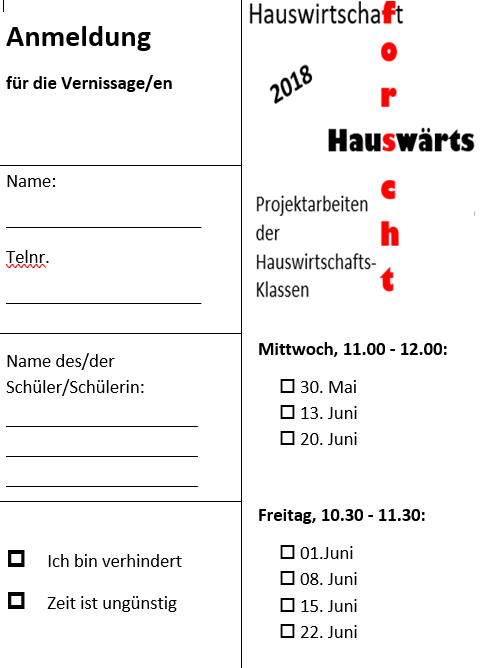 Anmeldung
für die Vernissage/en
Name:
Telnr.
Name des/der
Schüler/Schülerin:
Ich bin verhindert
Zeit ist ungünstig
Hauswirtschaft
forscht
2018
Hauswärts
Projektarbeiten
der
Hauswirtschafts-
Klassen
Mittwoch, 11.00 - 12.00:
30. Mai
13. Juni
20. Juni
Freitag, 10.30 - 11.30:
01.Juni
08. Juni
15. Juni
22. Juni